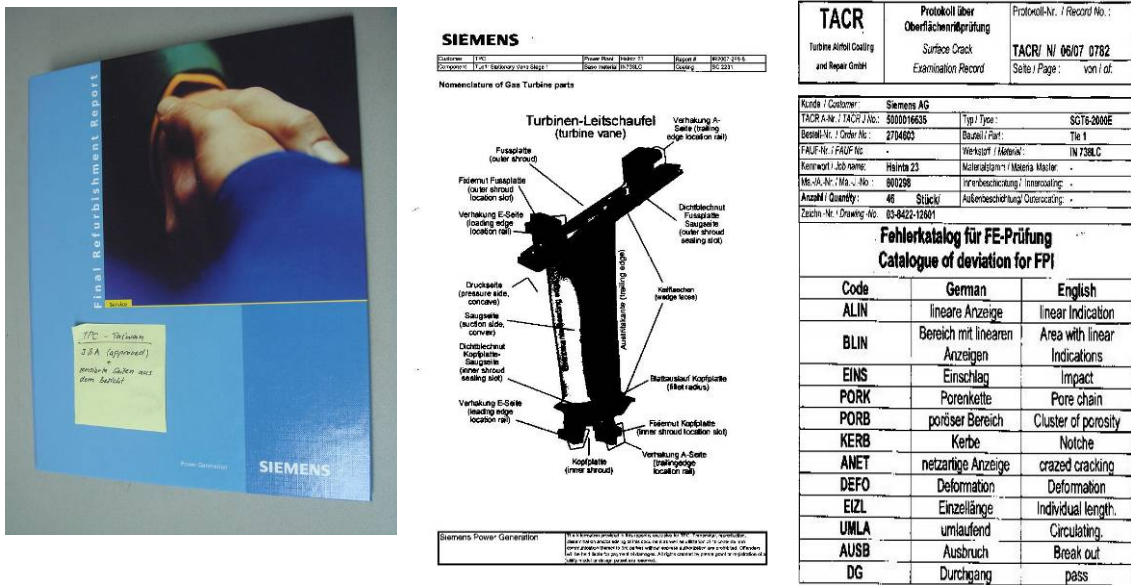 Final Refurbishment Report
Service
TPC - Taiwan
(approved)
+
dem Bericht
Power Generation
SIEMENS
SIEMENS
Customer TPC Power Plant Hsinta 23 Report #
Component Turb. Stationary Vane Stage 1 Base material IN 738LC Coating SC 2231
Nomenclature of Gas Turbine parts
Turbinen-Leitschaufel
(turbine vane)
Verhakung A-
Seite (trailing
edge location rail)
Fussplatte
(outer shroud)
Fixiernut Fussplatte
(outer shroud
location slot)
Verhakung E-Seite
(leading edge
location rail)
Dichtblechnut
Fussplatte
Saugseite
(outer shroud
sealing slot)
Druckseite
(pressure side,
concave)
Saugseite
(suction side,
convex)
Dichtblechnut
Kopfplatte-
Saugseite
(inner shroud
sealing slot)
Austrittskante (trailing edge)
Keilflaechen
(wedge faces)
Blattauslauf Kopfplatte
(fillet radius)
Verhakung E-Seite
(leading edge
location rail)
Kopfplatte
(inner shroud)
Fixiernut Kopfplatte
(inner shroud location slot)
Verhakung A-Seite
(trailingedge
location rail)
Siemens Power Generation
TACR
Turbine Airfoil Coating
and Repair GmbH
Protokoll über
Oberflächenrißprüfung
Surface Crack
Examination Record
Protokoll-Nr. / Record No. :
TACR/ N/ 06/07 0782
Seite / Page : von / of:
Kunde / Customer: Siemens AG
TACR A-Nr. / TACR J No.: 5000016635 Typ / Type : SGT6-2000E
Bestell-Nr. / Order No : 2704603 Bauteil / Part : Tle 1
FAUF-Nr. / FAUF No - Werkstoff / Material : IN 738LC
Kennwort / Job name: Hsinta 23 Materialstamm / Material Master: -
Ma.-/A.-Nr. / Ma.-J.-No : 600298 Innenbeschichtung / Innercoating: -
Anzahl / Quantity : 46 Stück/ Außenbeschichtung/ Outercoating: -
Zeichn.-Nr. / Drawing -No. 03-8422-12601
Fehlerkatalog für FE-Prüfung
Catalogue of deviation for FPI
Code German English
ALIN lineare Anzeige linear Indication
BLIN Bereich mit linearen Anzeigen Area with linear Indications
EINS Einschlag Impact
PORK Porenkette Pore chain
PORB poröser Bereich Cluster of porosity
KERB Kerbe Notche
ANET netzartige Anzeige crazed cracking
DEFO Deformation Deformation
EIZL Einzellänge Individual length.
UMLA umlaufend Circulating.
AUSB Ausbruch Break out
DG Durchgang pass